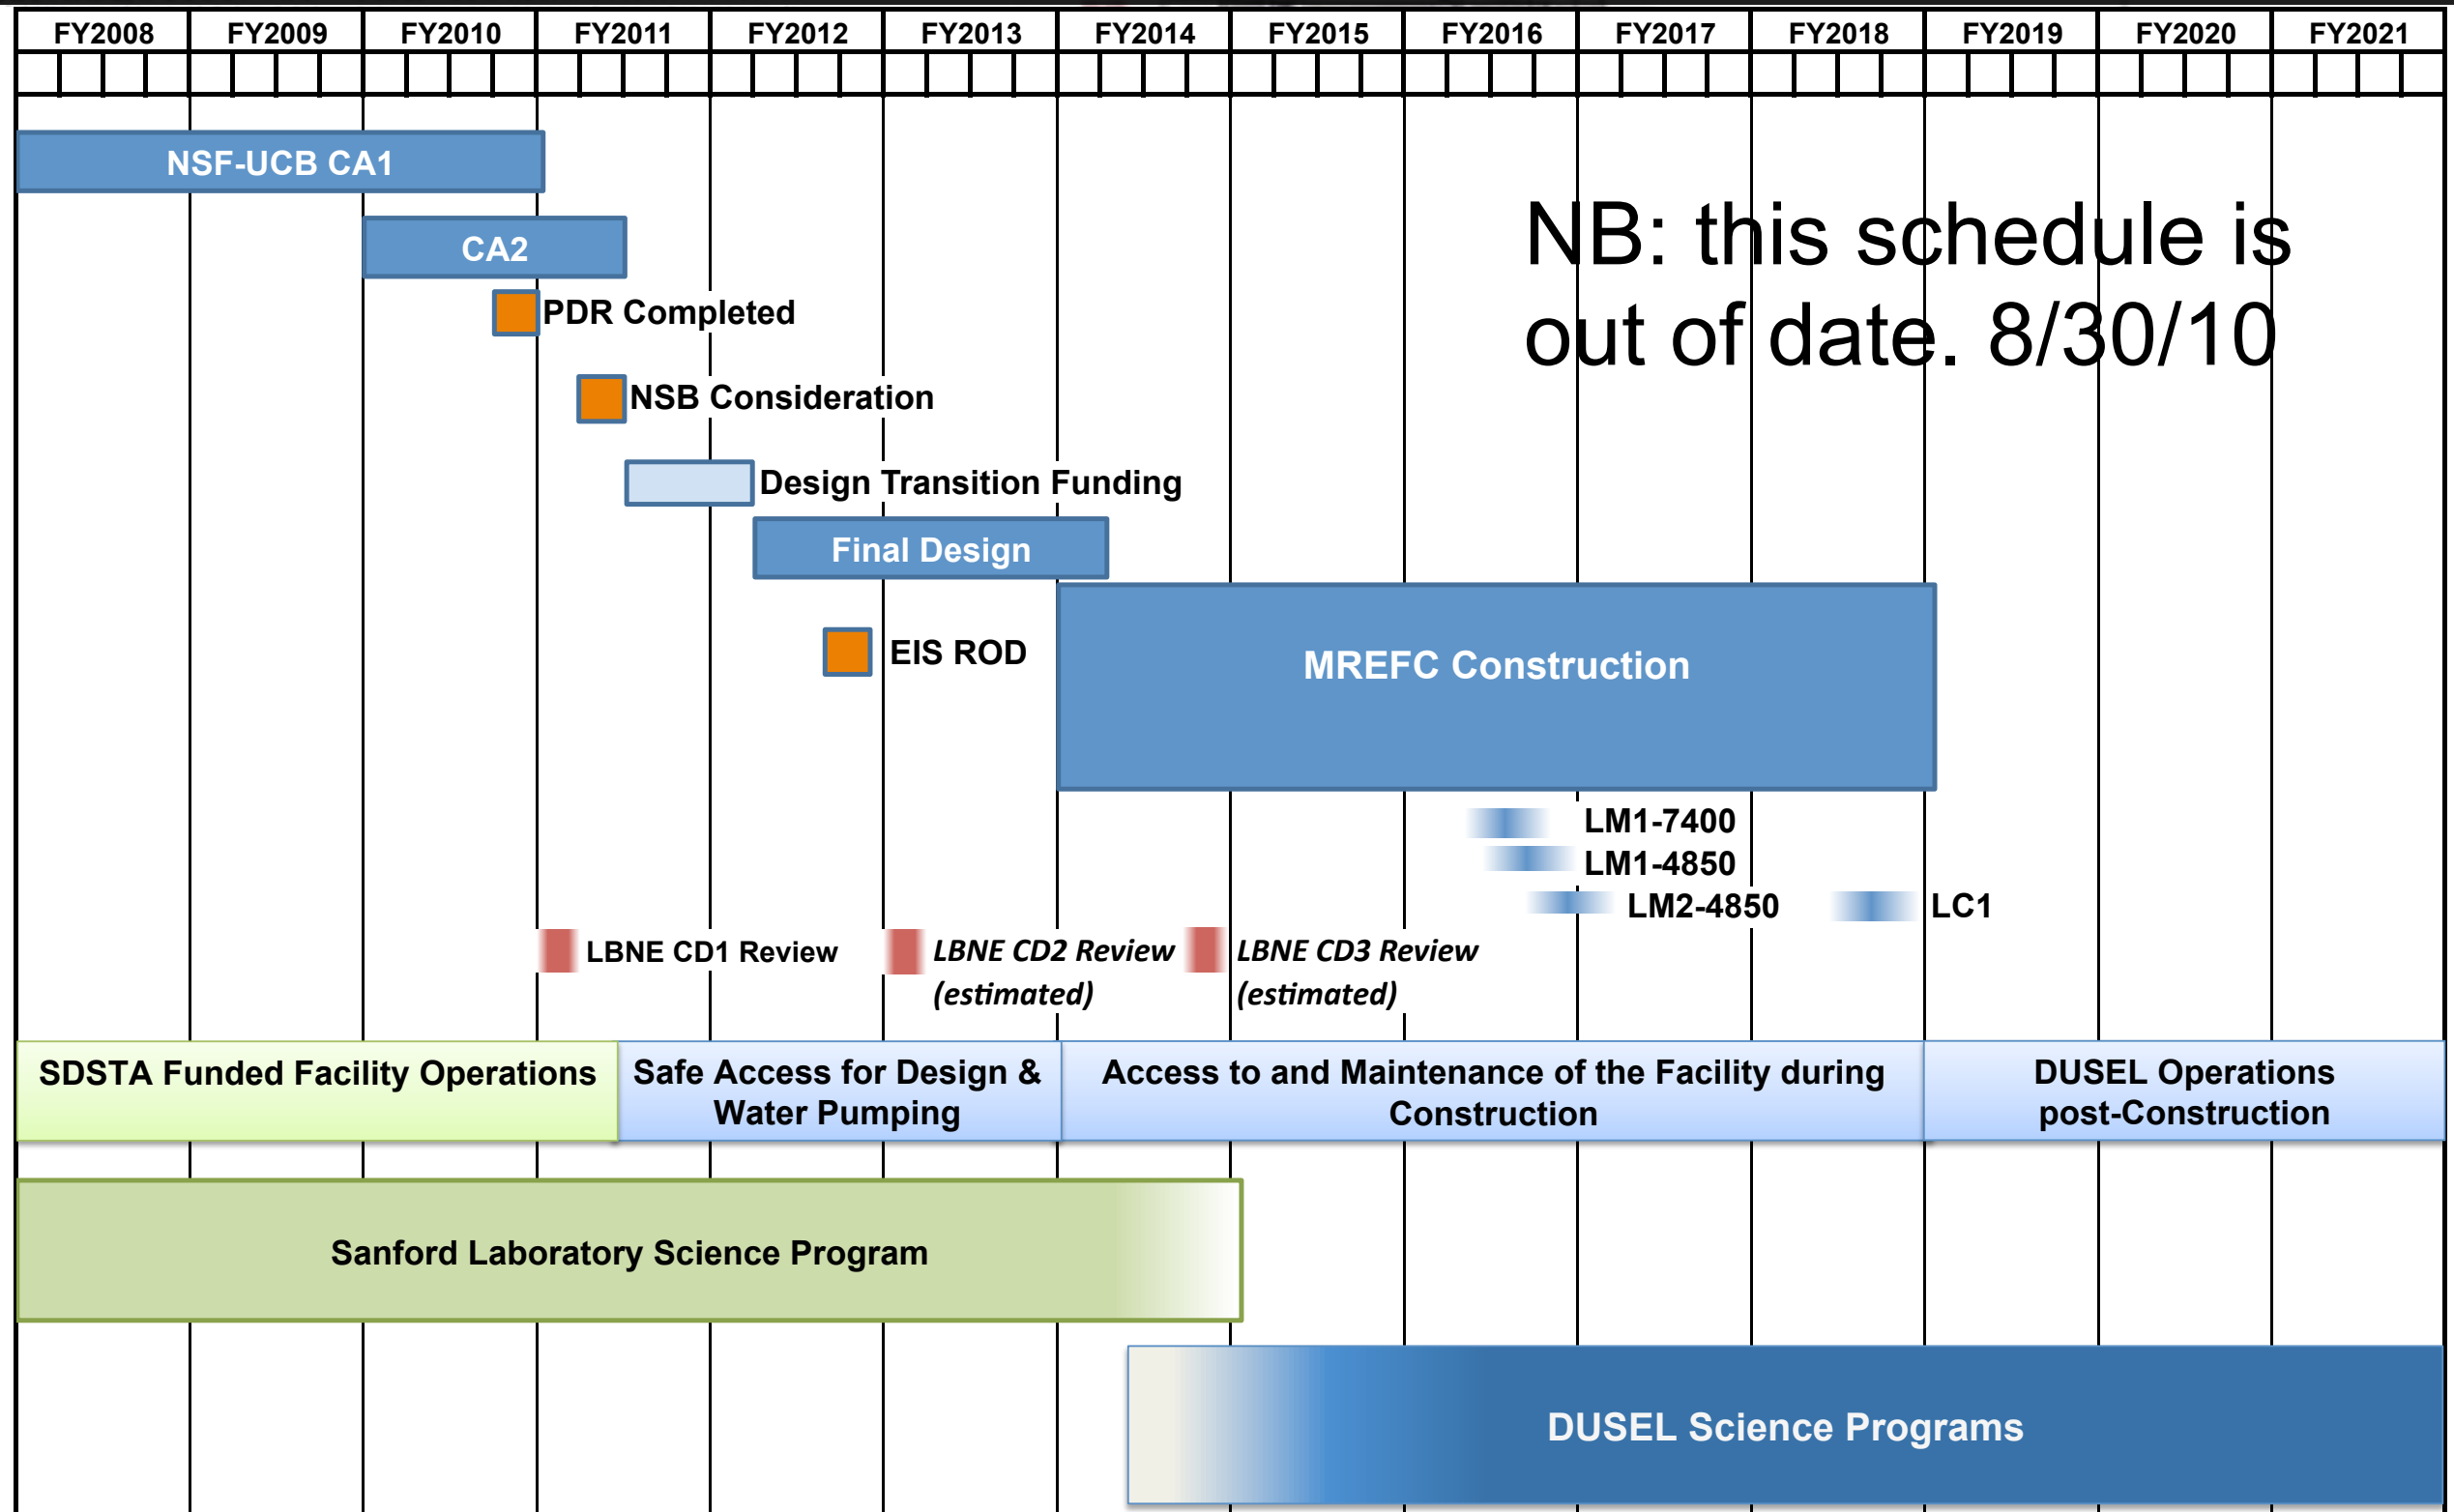 FY2008 FY2009 FY2010 FY2011 FY2012 FY2013 FY2014 FY2015 FY2016 FY2017 FY2018 FY2019 FY2020 FY2021
NSF-UCB CA1
NB: this schedule is
out of date. 8/30/10
CA2
PDR Completed
NSB Consideration
Design Transition Funding
Final Design
EIS ROD
MREFC Construction
LM1-7400
LM1-4850
LM2-4850
LC1
LBNE CD1 Review
LBNE CD2 Review
(estimated)
LBNE CD3 Review
(estimated)
SDSTA Funded Facility Operations
Safe Access for Design &
Water Pumping
Access to and Maintenance of the Facility during
Construction
DUSEL Operations
post-Construction
Sanford Laboratory Science Program
DUSEL Science Programs